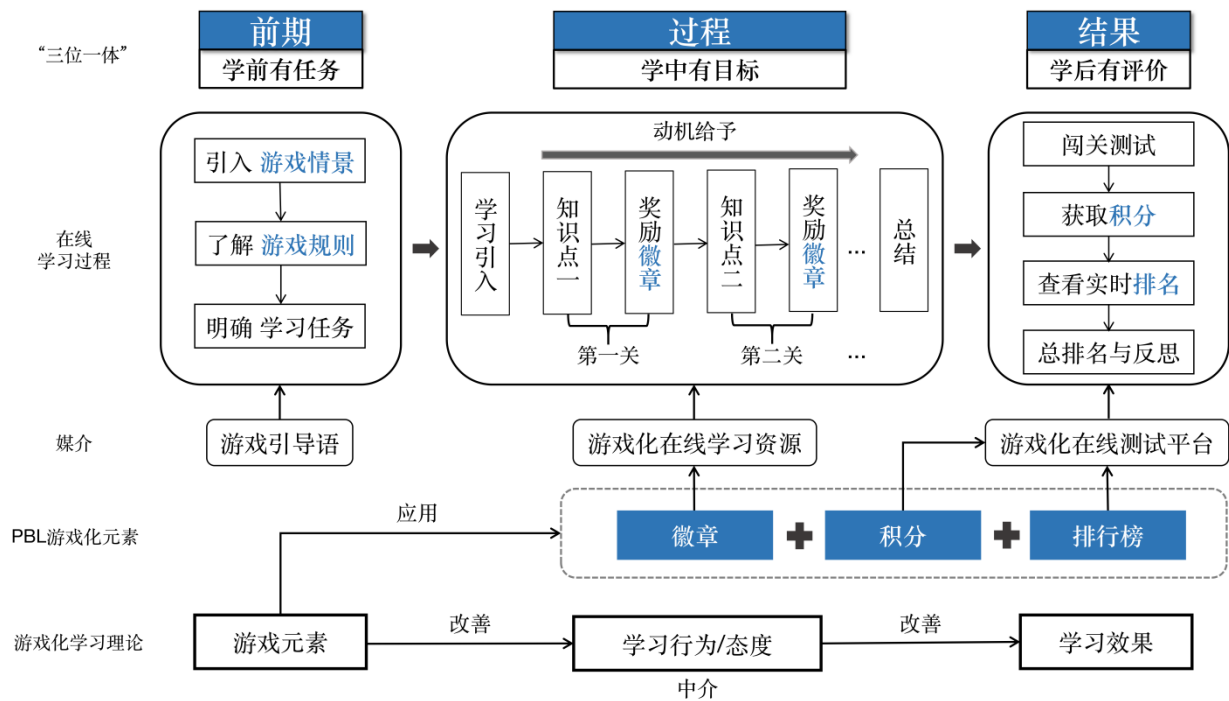 “三位一体”
前期
学前有任务
过程
学中有目标
结果
学后有评价
在线
学习过程
引入 游戏情景
了解 游戏规则
明确 学习任务
动机给予
学习引入
知识点一
奖励徽章
知识点二
奖励徽章
...
总结
第一关
第二关
...
闯关测试
获取积分
查看实时排名
总排名与反思
媒介
游戏引导语
游戏化在线学习资源
游戏化在线测试平台
PBL游戏化元素
应用
徽章
积分
排行榜
游戏化学习理论
游戏元素
改善
学习行为/态度
改善
学习效果
中介